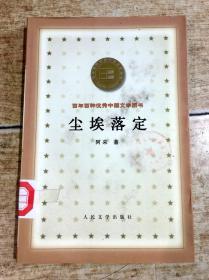 百年百种优秀中国文学图书
尘埃落定
阿来 著
人民文学出版社